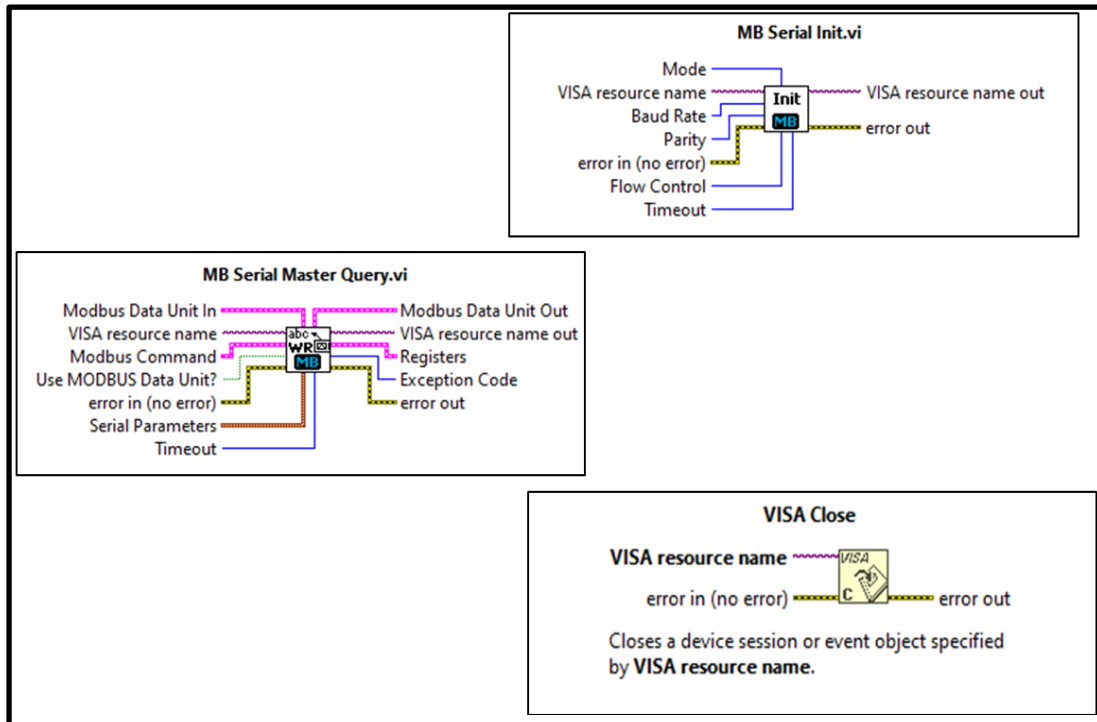 MB Serial Init.vi
Mode
VISA resource name
VISA resource name out
Init
Baud Rate
MB
Parity
error out
error in (no error)
Flow Control
Timeout
MB Serial Master Query.vi
Modbus Data Unit In
Modbus Data Unit Out
VISA resource name
abc
VISA resource name out
Modbus Command
WR
Registers
Use MODBUS Data Unit?
MB
Exception Code
error in (no error)
error out
Serial Parameters
Timeout
VISA Close
VISA resource name
VISA
error in (no error)
C
error out
Closes a device session or event object specified
by VISA resource name.